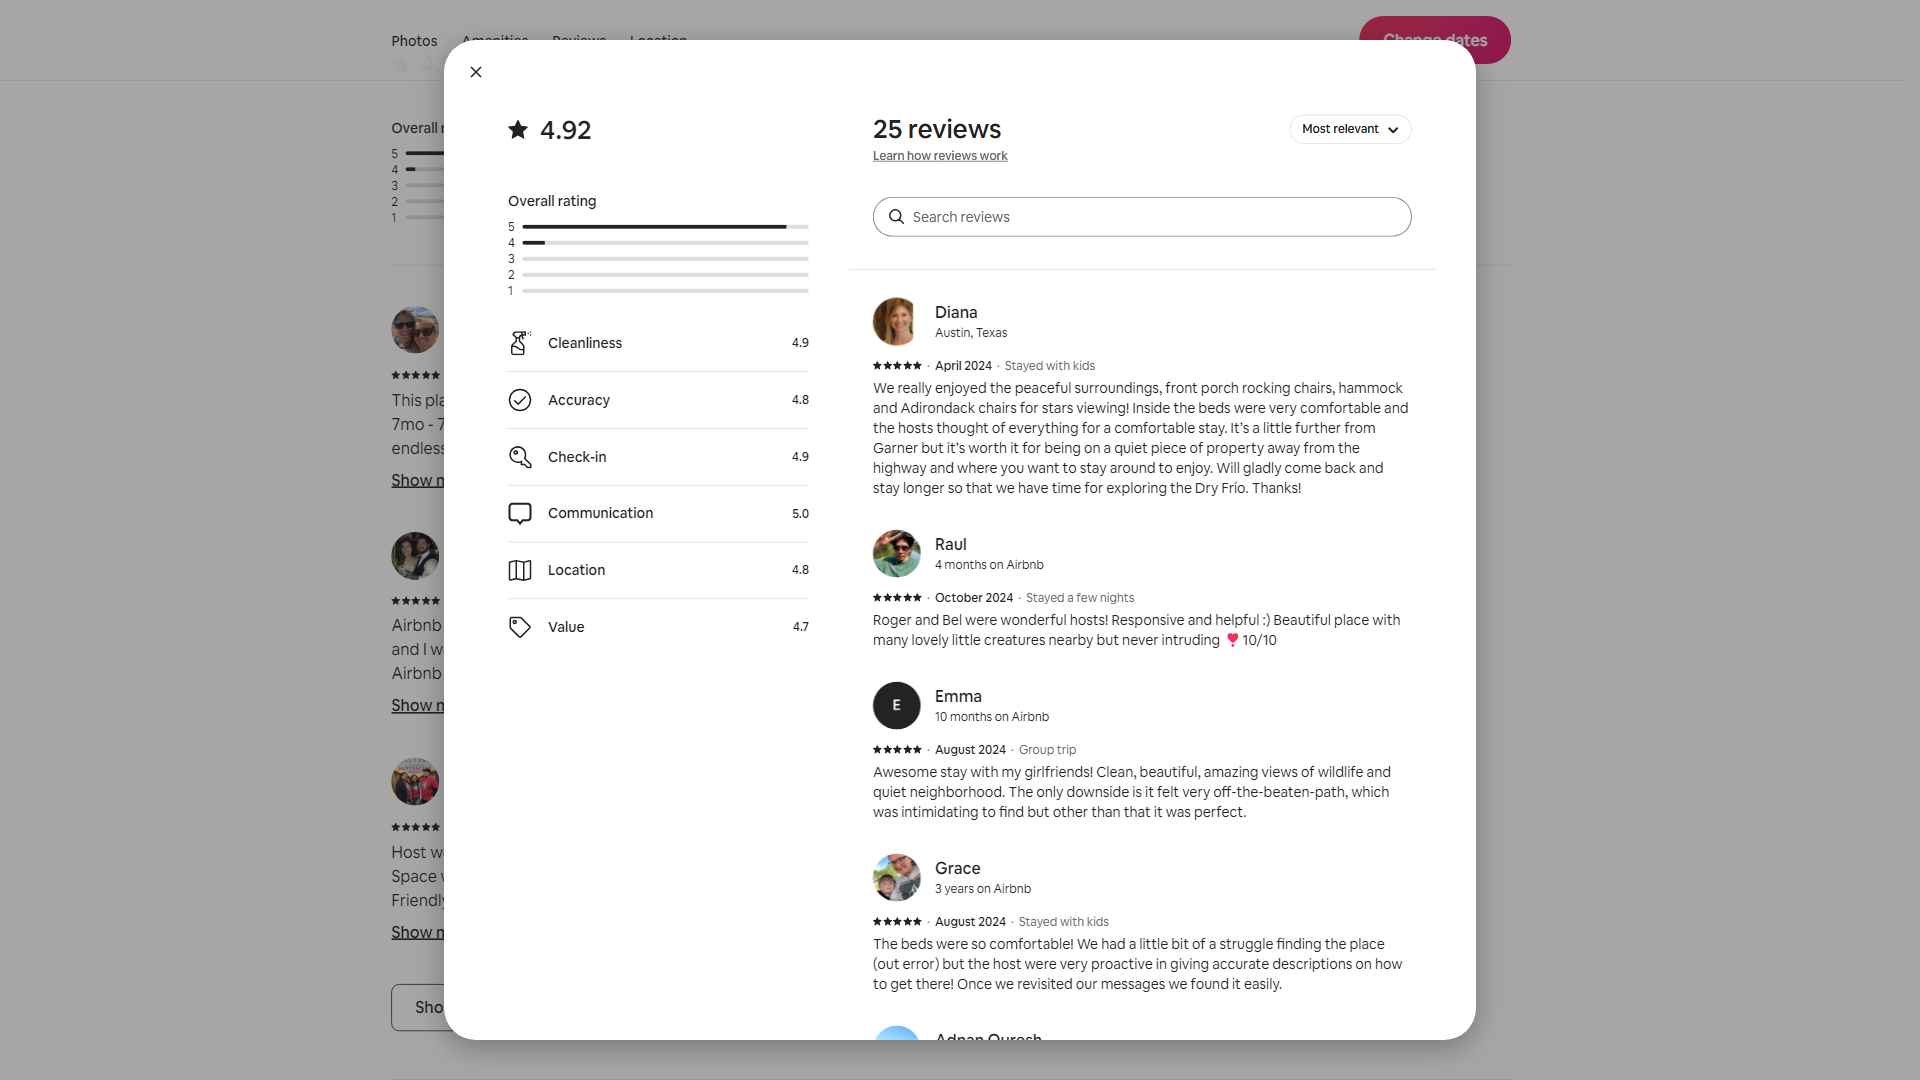 Photos
Amenities
Reviews
Location
Change dates
4.92
Overall rating
5
4
3
2
1
Cleanliness
4.9
Accuracy
4.8
Check-in
4.9
Communication
5.0
Location
4.8
Value
4.7
25 reviews
Learn how reviews work
Most relevant
Search reviews
Diana
Austin, Texas
· April 2024 · Stayed with kids
We really enjoyed the peaceful surroundings, front porch rocking chairs, hammock
and Adirondack chairs for stars viewing! Inside the beds were very comfortable and
the hosts thought of everything for a comfortable stay. It’s a little further from
Garner but it’s worth it for being on a quiet piece of property away from the
highway and where you want to stay around to enjoy. Will gladly come back and
stay longer so that we have time for exploring the Dry Frío. Thanks!
Raul
4 months on Airbnb
· October 2024 · Stayed a few nights
Roger and Bel were wonderful hosts! Responsive and helpful :) Beautiful place with
many lovely little creatures nearby but never intruding ❣️ 10/10
E
Emma
10 months on Airbnb
· August 2024 · Group trip
Awesome stay with my girlfriends! Clean, beautiful, amazing views of wildlife and
quiet neighborhood. The only downside is it felt very off-the-beaten-path, which
was intimidating to find but other than that it was perfect.
Grace
3 years on Airbnb
· August 2024 · Stayed with kids
The beds were so comfortable! We had a little bit of a struggle finding the place
(out error) but the host were very proactive in giving accurate descriptions on how
to get there! Once we revisited our messages we found it easily.
Adnan Quresh
Overall
5
4
3
2
1
This
7mo - 7
endless
Show
Airbnb
and I
Airbnb
Show
Host
Space
Friendly
Show
Sho